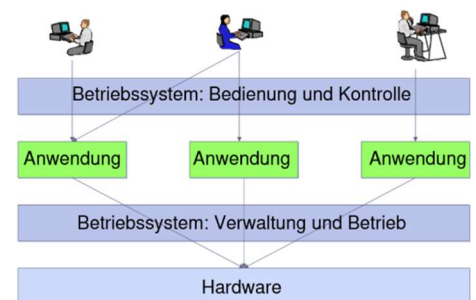 Betriebssystem: Bedienung und Kontrolle
Anwendung Anwendung Anwendung
Betriebssystem: Verwaltung und Betrieb
Hardware